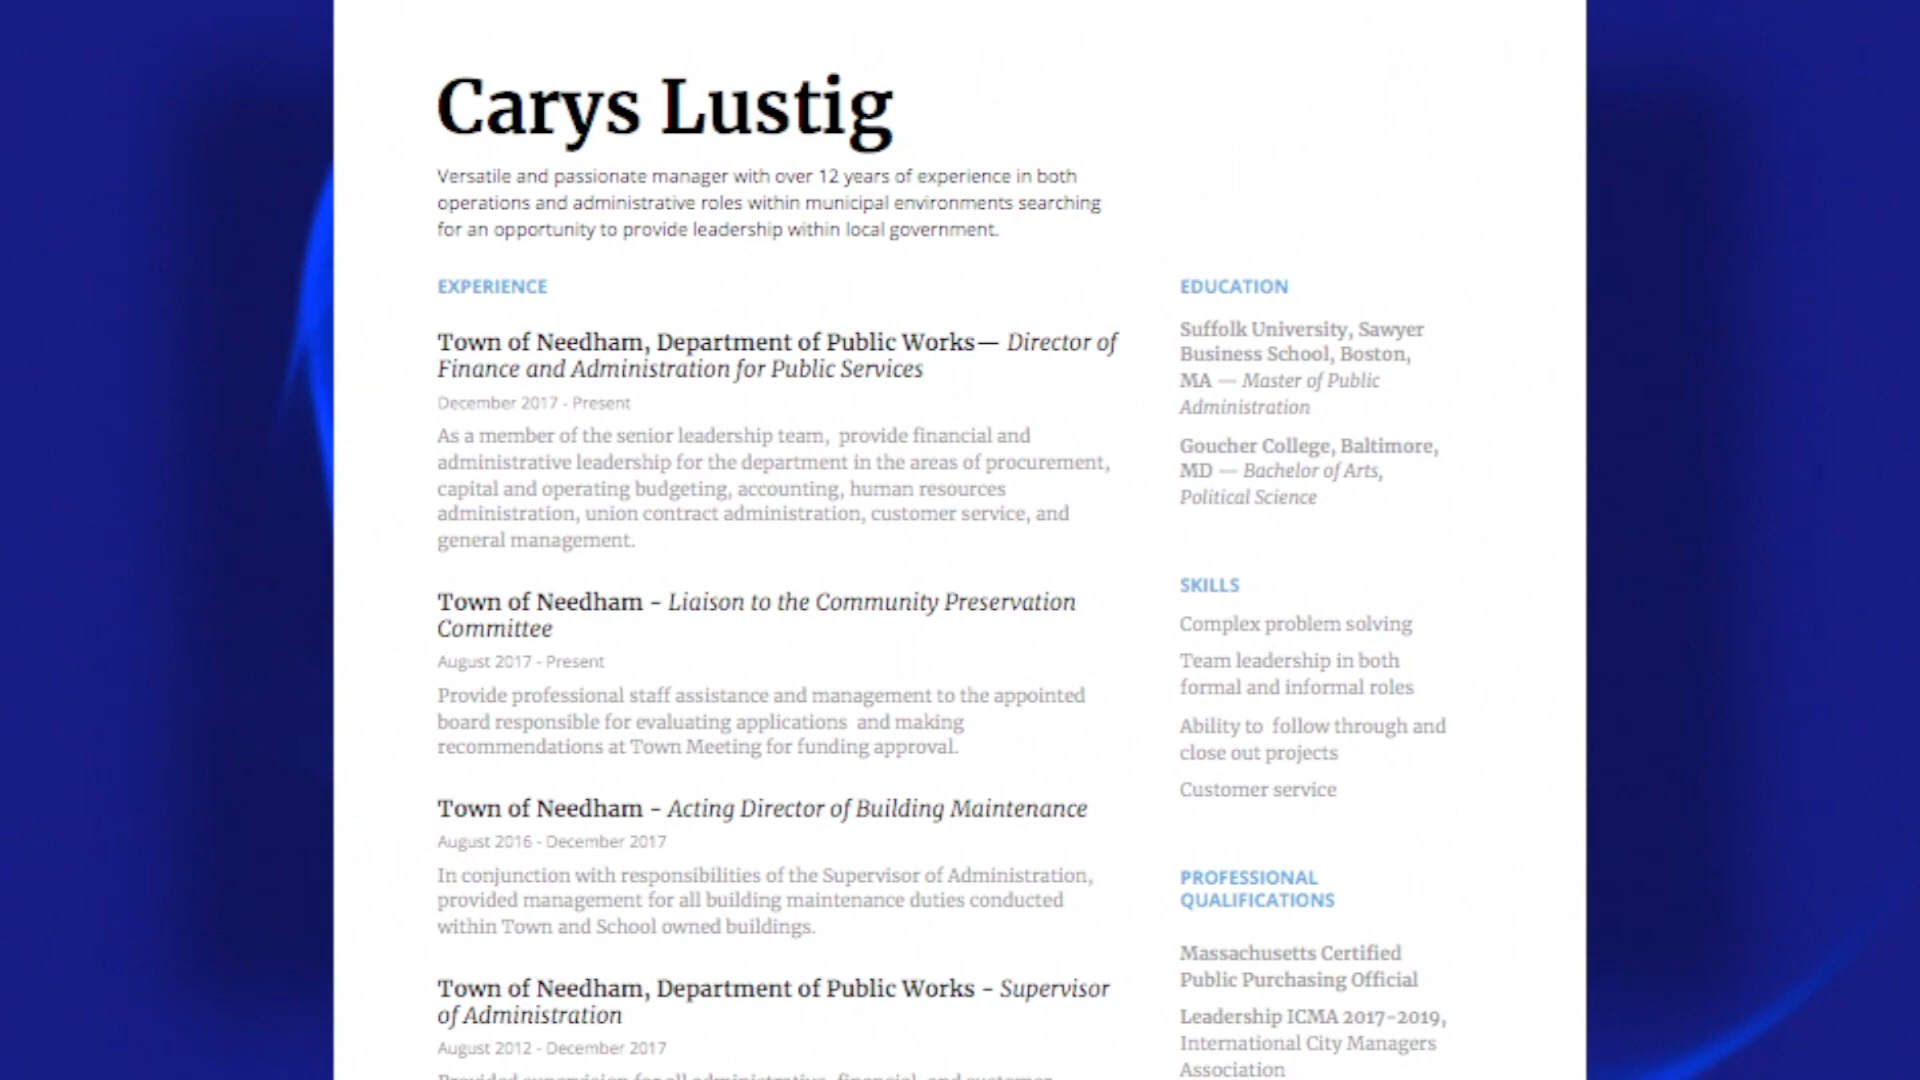 Carys Lustig
Versatile and passionate manager with over 12 years of experience in both
operations and administrative roles within municipal environments searching
for an opportunity to provide leadership within local government.
EXPERIENCE
Town of Needham, Department of Public Works— Director of
Finance and Administration for Public Services
December 2017 - Present
As a member of the senior leadership team,  provide financial and
administrative leadership for the department in the areas of procurement,
capital and operating budgeting, accounting, human resources
administration, union contract administration, customer service, and
general management.
Town of Needham - Liaison to the Community Preservation
Committee
August 2017 - Present
Provide professional staff assistance and management to the appointed
board responsible for evaluating applications  and making
recommendations at Town Meeting for funding approval.
Town of Needham - Acting Director of Building Maintenance
August 2016 - December 2017
In conjunction with responsibilities of the Supervisor of Administration,
provided management for all building maintenance duties conducted
within Town and School owned buildings.
Town of Needham, Department of Public Works - Supervisor
of Administration
August 2012 - December 2017
Provided supervision for all administrative, financial, and customer
EDUCATION
Suffolk University, Sawyer
Business School, Boston,
MA — Master of Public
Administration
Goucher College, Baltimore,
MD — Bachelor of Arts,
Political Science
SKILLS
Complex problem solving
Team leadership in both
formal and informal roles
Ability to  follow through and
close out projects
Customer service
PROFESSIONAL
QUALIFICATIONS
Massachusetts Certified
Public Purchasing Official
Leadership ICMA 2017-2019,
International City Managers
Association